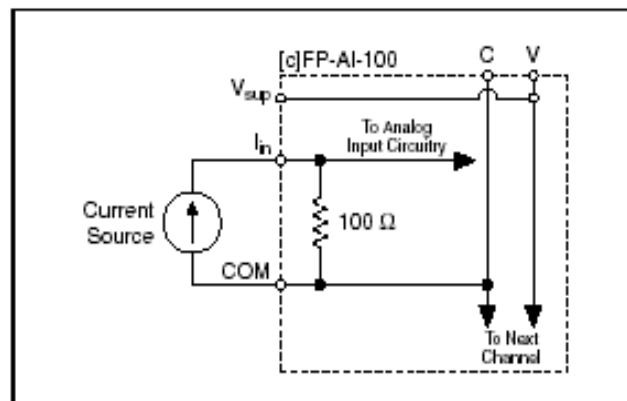 [c]FP-AI-100
C
V
Vsup
To Analog
Input Circuitry
Iin
Current
Source
100 Ω
COM
To Next
Channel